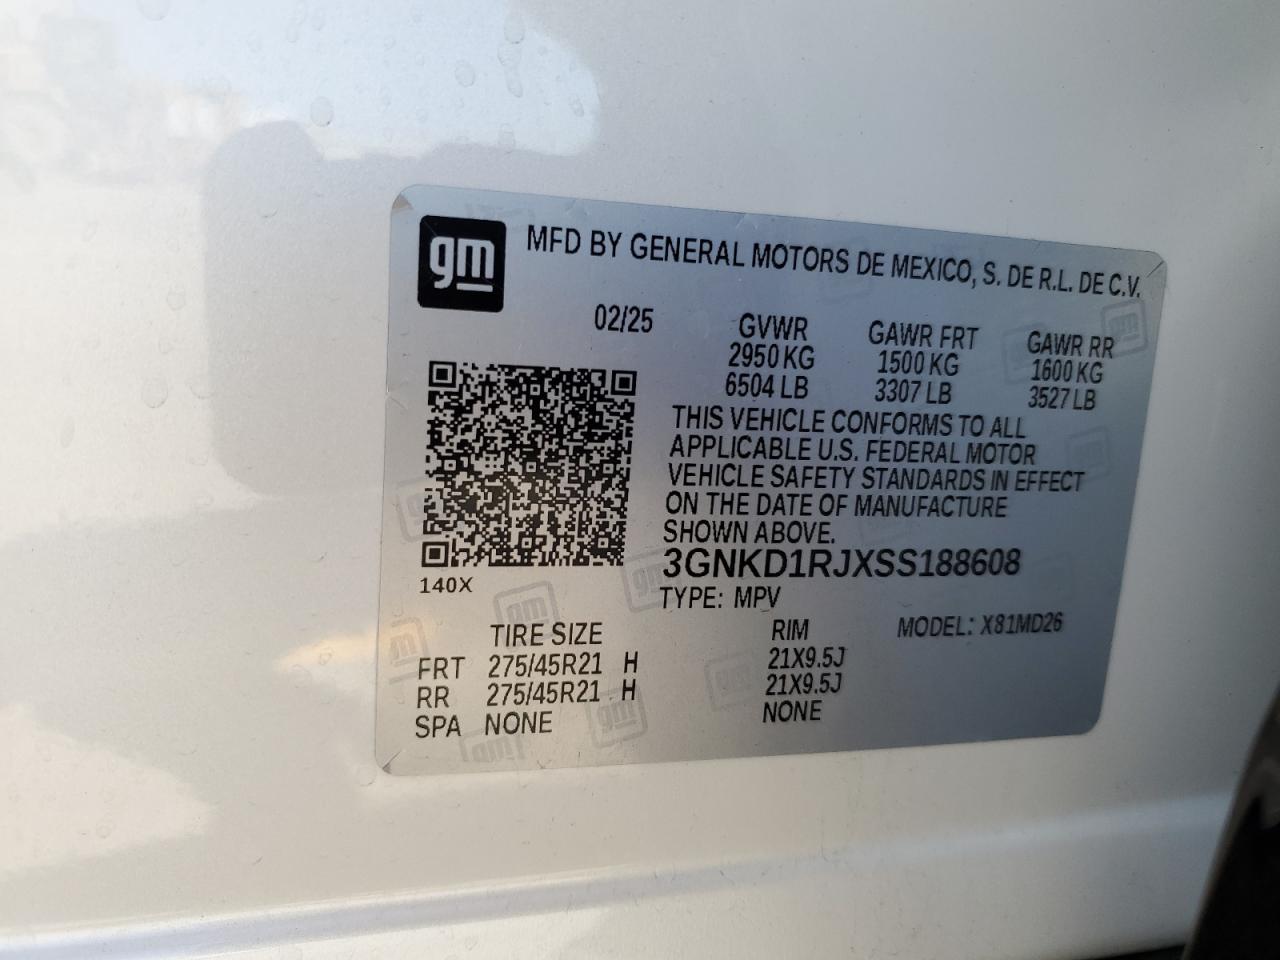 gm
MFD BY GENERAL MOTORS DE MEXICO, S. DE R.L. DE C.V.
02/25 GVWR GAWR FRT GAWR RR
2950 KG 1500 KG 1600 KG
6504 LB 3307 LB 3527 LB
THIS VEHICLE CONFORMS TO ALL
APPLICABLE U.S. FEDERAL MOTOR
VEHICLE SAFETY STANDARDS IN EFFECT
ON THE DATE OF MANUFACTURE
SHOWN ABOVE.
3GNKD1RJXSS188608
140X
TYPE: MPV MODEL: X81MD26
TIRE SIZE RIM
FRT 275/45R21 H 21X9.5J
RR 275/45R21 H 21X9.5J
SPA NONE NONE